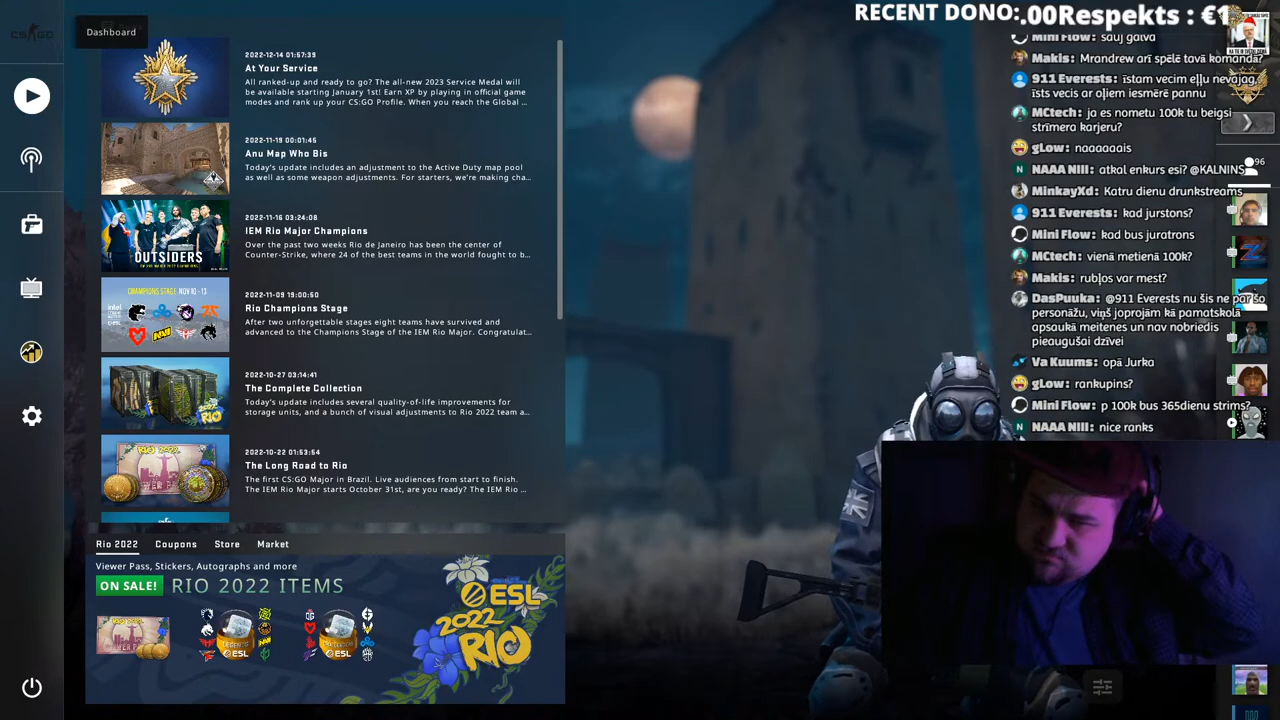 CS:GO
Dashboard
2022-12-14 01:57:39
At Your Service
All ranked-up and ready to go? The all-new 2023 Service Medal will
be available starting January 1st! Earn XP by playing in official game
modes and rank up your CS:GO Profile. When you reach the Global ...
2022-11-19 00:01:45
Anu Map Who Bis
Today's update includes an adjustment to the Active Duty map pool
as well as some weapon adjustments. For starters, we're making cha...
2022-11-16 03:24:08
IEM Rio Major Champions
Over the past two weeks Rio de Janeiro has been the center of
Counter-Strike, where 24 of the best teams in the world fought to b...
OUTSIDERS
2022-11-09 19:00:50
Rio Champions Stage
After two unforgettable stages eight teams have survived and
advanced to the Champions Stage of the IEM Rio Major. Congratulat...
CHAMPIONS STAGE NOV 10 - 13
2022-10-27 03:14:41
The Complete Collection
Today's update includes several quality-of-life improvements for
storage units, and a bunch of visual adjustments to Rio 2022 team a...
RIO
2022-10-22 01:53:54
The Long Road to Rio
The first CS:GO Major in Brazil. Live audiences from start to finish.
The IEM Rio Major starts October 31st, are you ready? The IEM Rio ...
RIO 2022
Rio 2022 Coupons Store Market
Viewer Pass, Stickers, Autographs and more
ON SALE! RIO 2022 ITEMS
ESL
2022
RIO
RECENT DONO: .00Respekts : €1
Mini Flow: sauj galva
Makis: Mrandrew arī spēlē tavā komandā?
911 Everests: īstam vecim eļļu nevajag,
īsts vecis ar oļiem iesmērē pannu
MCtech: ja es nometu 100k tu beigsi
strīmera karjeru?
gLow: naaaaais
NAAA NIII: atkal enkurs esi? @KALNINS
96
MinkayXd: Katru dienu drunkstreams
911 Everests: kad jurstons?
Mini Flow: kad bus juratrons
MCtech: vienā metienā 100k?
Makis: rubļos var mest?
DasPuuka: @911 Everests nu šis ne par šo
personāžu, viņš joprojām kā pamatskolā
apsaukā meitenes un nav nobriedis
pieaugušai dzīvei
Va Kuums: opā Jurka
gLow: rankupins?
Mini Flow: p 100k bus 365dienu strims?
NAAA NIII: nice ranks